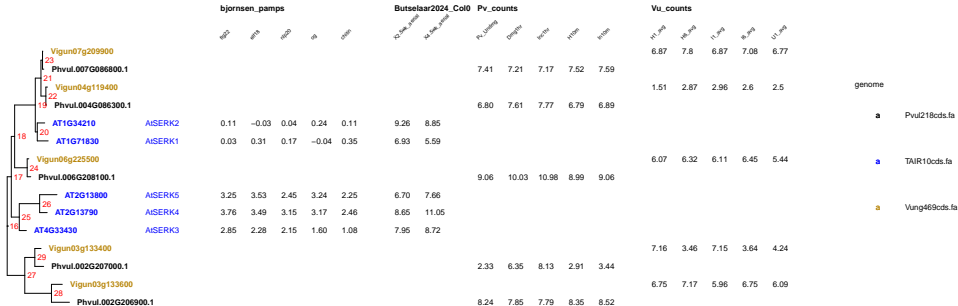 bjornsen_pamps Butselaar2024_Col0 Pv_counts Vu_counts
flg22 elf18 nlp20 og chitin X2.5wk_axenic X4.5wk_axenic Pv_Undmg Dmg1hr Inc1hr H10m In10m H1_avg H6_avg I1_avg I6_avg U1_avg
Vigun07g209900 6.87 7.8 6.87 7.08 6.77
23
Phvul.007G086800.1 7.41 7.21 7.17 7.52 7.59
21
Vigun04g119400 1.51 2.87 2.96 2.6 2.5
genome
22
19 Phvul.004G086300.1 6.80 7.61 7.77 6.79 6.89
a Pvul218cds.fa
AT1G34210 AtSERK2 0.11 −0.03 0.04 0.24 0.11 9.26 8.85
20
18
AT1G71830 AtSERK1 0.03 0.31 0.17 −0.04 0.35 6.93 5.59
Vigun06g225500 6.07 6.32 6.11 6.45 5.44
a TAIR10cds.fa
24
17 Phvul.006G208100.1 9.06 10.03 10.98 8.99 9.06
AT2G13800 AtSERK5 3.25 3.53 2.45 3.24 2.25 6.70 7.66
26
a Vung469cds.fa
AT2G13790 AtSERK4 3.76 3.49 3.15 3.17 2.46 8.65 11.05
25
16
AT4G33430 AtSERK3 2.85 2.28 2.15 1.60 1.08 7.95 8.72
Vigun03g133400 7.16 3.46 7.15 3.64 4.24
29
Phvul.002G207000.1 2.33 6.35 8.13 2.91 3.44
27
Vigun03g133600 6.75 7.17 5.96 6.75 6.09
28
Phvul.002G206900.1 8.24 7.85 7.79 8.35 8.52